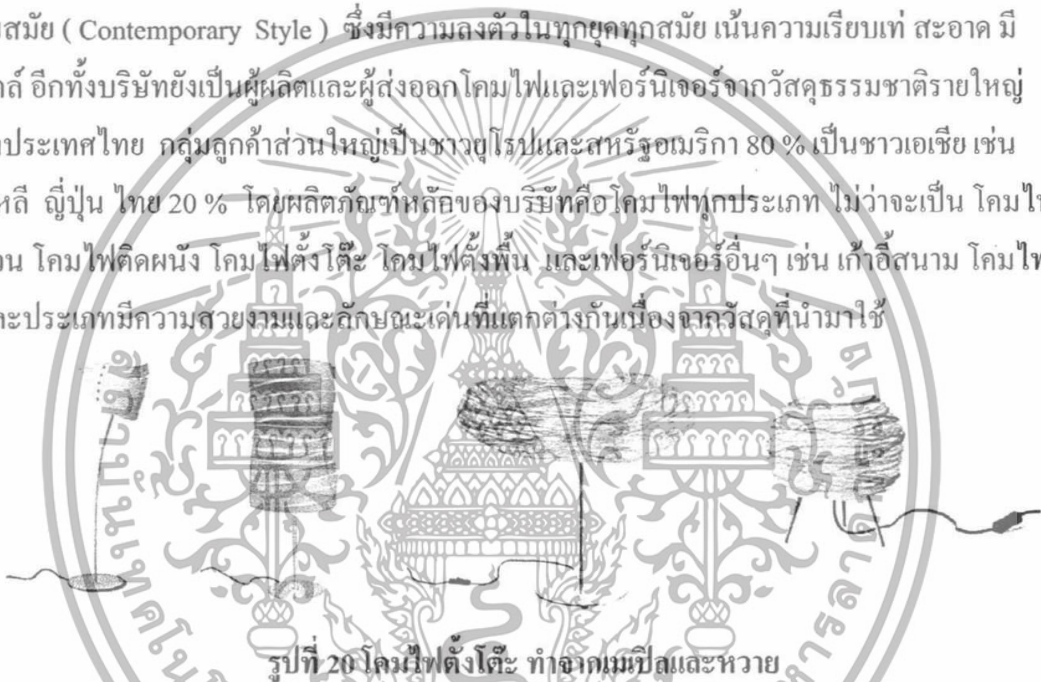 สมัย ( Contemporary Style ) ซึ่งมีความลงตัวในทุกยุคทุกสมัย เน้นความเรียบเท่ สะอาด มี
กล์ อีกทั้งบริษัทยังเป็นผู้ผลิตและผู้ส่งออกโคมไฟและเฟอร์นิเจอร์จากวัสดุธรรมชาติรายใหญ่
ประเทศไทย กลุ่มลูกค้าส่วนใหญ่เป็นชาวยุโรปและสหรัฐอเมริกา 80 % เป็นชาวเอเชีย เช่น
หลี ญี่ปุ่น ไทย 20 % โดยผลิตภัณฑ์หลักของบริษัทคือโคมไฟทุกประเภท ไม่ว่าจะเป็น โคมไฟ
วน โคมไฟติดผนัง โคมไฟตั้งโต๊ะ โคมไฟตั้งพื้น และเฟอร์นิเจอร์อื่นๆ เช่น เก้าอี้สนาม โคมไฟ
ละประเภทมีความสวยงามและลักษณะเด่นที่แตกต่างกันเนื่องจากวัสดุที่นำมาใช้
รูปที่ 20 โคมไฟตั้งโต๊ะ ทำจากเมเปิลและหวาย